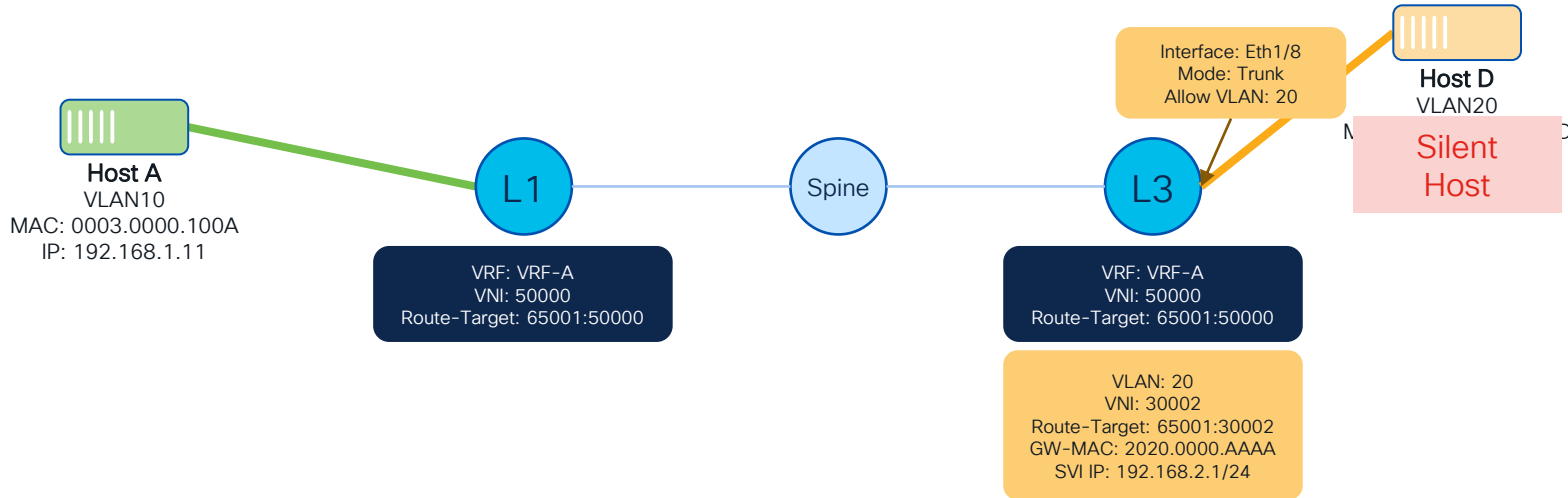 Interface: Eth1/8
Mode: Trunk
Allow VLAN: 20
Host D
VLAN20
Silent
Host
Host A
VLAN10
MAC: 0003.0000.100A
IP: 192.168.1.11
L1
Spine
L3
VRF: VRF-A
VNI: 50000
Route-Target: 65001:50000
VRF: VRF-A
VNI: 50000
Route-Target: 65001:50000
VLAN: 20
VNI: 30002
Route-Target: 65001:30002
GW-MAC: 2020.0000.AAAA
SVI IP: 192.168.2.1/24